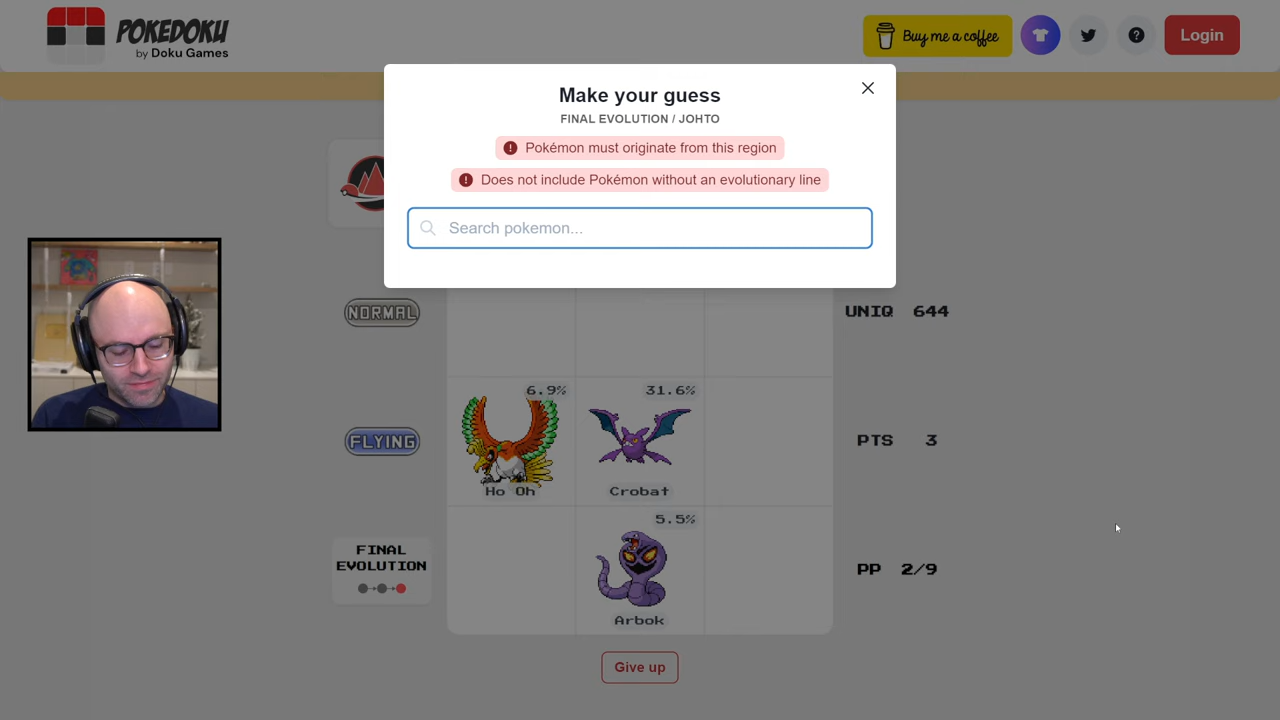 POKEDOKU
by Doku Games
Buy me a coffee
Login
Make your guess
FINAL EVOLUTION / JOHTO
Pokémon must originate from this region
Does not include Pokémon without an evolutionary line
Search pokemon...
NORMAL
UNIQ 644
6.9%
31.6%
FLYING
PTS 3
Ho Oh
Crobat
5.5%
FINAL
EVOLUTION
PP 2/9
Arbok
Give up